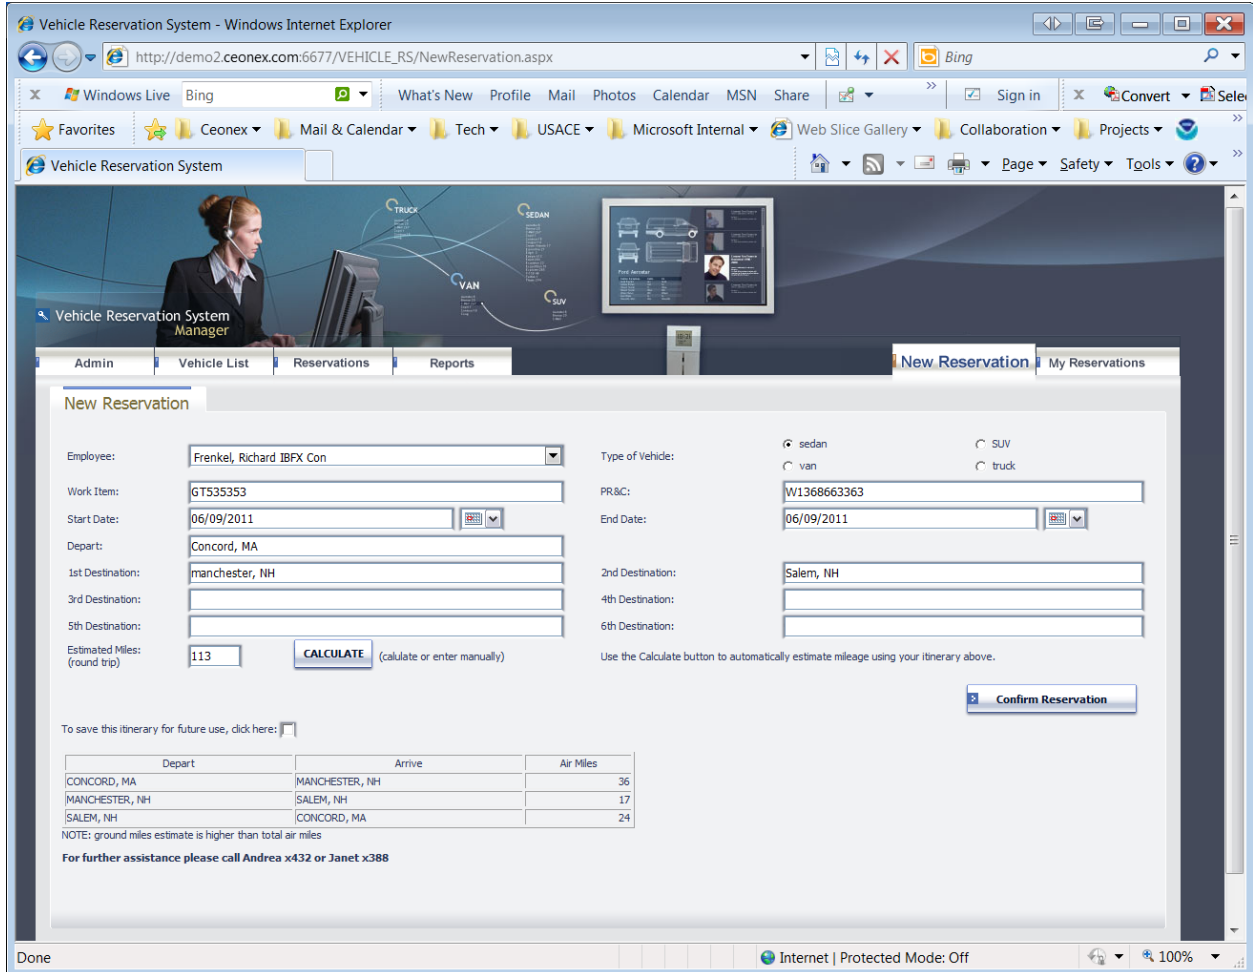 Vehicle Reservation System - Windows Internet Explorer
http://demo2.ceonex.com:6677/VEHICLE_RS/NewReservation.aspx
Bing
x Windows Live Bing What's New Profile Mail Photos Calendar MSN Share >> Sign in x Convert Sele
Favorites Ceonex Mail & Calendar Tech USACE Microsoft Internal Web Slice Gallery Collaboration Projects >>
Vehicle Reservation System Page Safety Tools >>
TRUCK
SEDAN
VAN
SUV
Ford Aerostar
Vehicle Reservation System
Manager
Admin Vehicle List Reservations Reports New Reservation My Reservations
New Reservation
Employee: Frenkel, Richard IBFX Con Type of Vehicle: sedan SUV
van truck
Work Item: GT535353 PR&C: W1368663363
Start Date: 06/09/2011 End Date: 06/09/2011
Depart: Concord, MA
1st Destination: manchester, NH 2nd Destination: Salem, NH
3rd Destination: 4th Destination:
5th Destination: 6th Destination:
Estimated Miles:
(round trip) 113 CALCULATE (calulate or enter manually) Use the Calculate button to automatically estimate mileage using your itinerary above.
Confirm Reservation
To save this itinerary for future use, click here:
Depart Arrive Air Miles
CONCORD, MA MANCHESTER, NH 36
MANCHESTER, NH SALEM, NH 17
SALEM, NH CONCORD, MA 24
NOTE: ground miles estimate is higher than total air miles
For further assistance please call Andrea x432 or Janet x388
Done Internet | Protected Mode: Off 100%